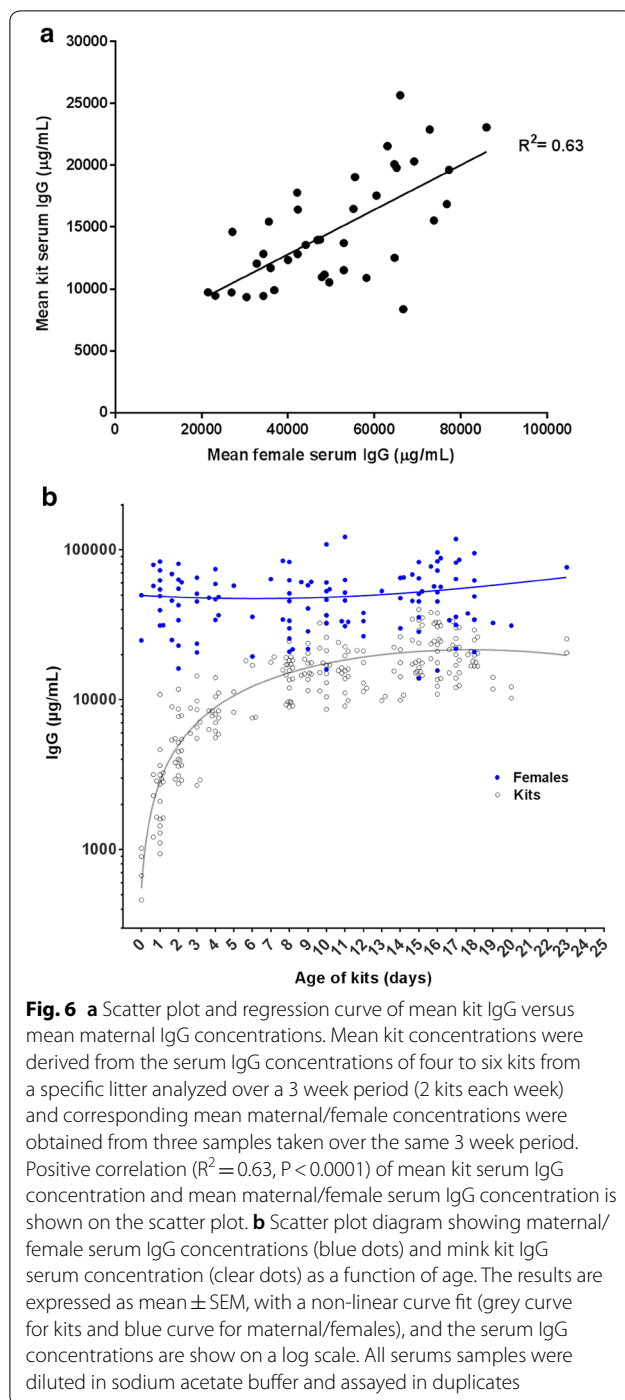 a
30000
25000
20000
15000
10000
5000
0
Mean kit serum IgG (µg/mL)
R²= 0.63
0 20000 40000 60000 80000 100000
Mean female serum IgG (µg/mL)
b
100000
10000
1000
IgG (µg/mL)
Females
Kits
0 1 2 3 4 5 6 7 8 9 10 11 12 13 14 15 16 17 18 19 20 21 22 23 24 25
Age of kits (days)
Fig. 6 a Scatter plot and regression curve of mean kit IgG versus
mean maternal IgG concentrations. Mean kit concentrations were
derived from the serum IgG concentrations of four to six kits from
a specific litter analyzed over a 3 week period (2 kits each week)
and corresponding mean maternal/female concentrations were
obtained from three samples taken over the same 3 week period.
Positive correlation (R² = 0.63, P < 0.0001) of mean kit serum IgG
concentration and mean maternal/female serum IgG concentration is
shown on the scatter plot. b Scatter plot diagram showing maternal/
female serum IgG concentrations (blue dots) and mink kit IgG
serum concentration (clear dots) as a function of age. The results are
expressed as mean ± SEM, with a non-linear curve fit (grey curve
for kits and blue curve for maternal/females), and the serum IgG
concentrations are show on a log scale. All serums samples were
diluted in sodium acetate buffer and assayed in duplicates